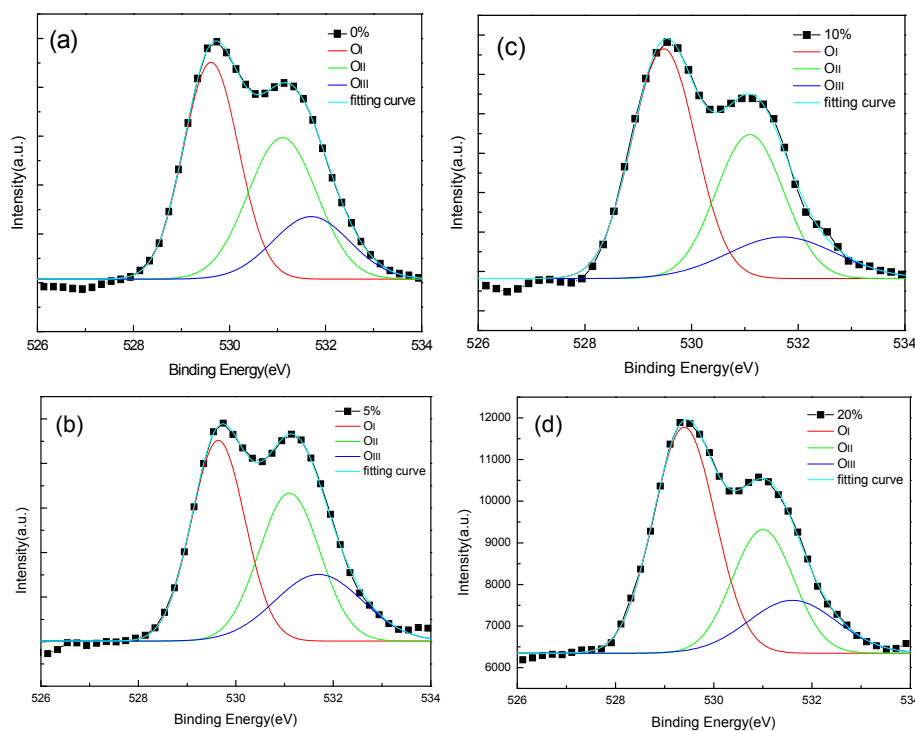 (a)
0%
OI
OII
OIII
fitting curve
Intensity(a.u.)
526 528 530 532 534
Binding Energy(eV)
(c)
10%
OI
OII
OIII
fitting curve
Intensity(a.u.)
526 528 530 532 534
Binding Energy(eV)
(b)
5%
OI
OII
OIII
fitting curve
Intensity(a.u.)
526 528 530 532 534
Binding Energy(eV)
(d)
20%
OI
OII
OIII
fitting curve
Intensity(a.u.)
12000
11000
10000
9000
8000
7000
6000
526 528 530 532 534
Binding Energy(eV)